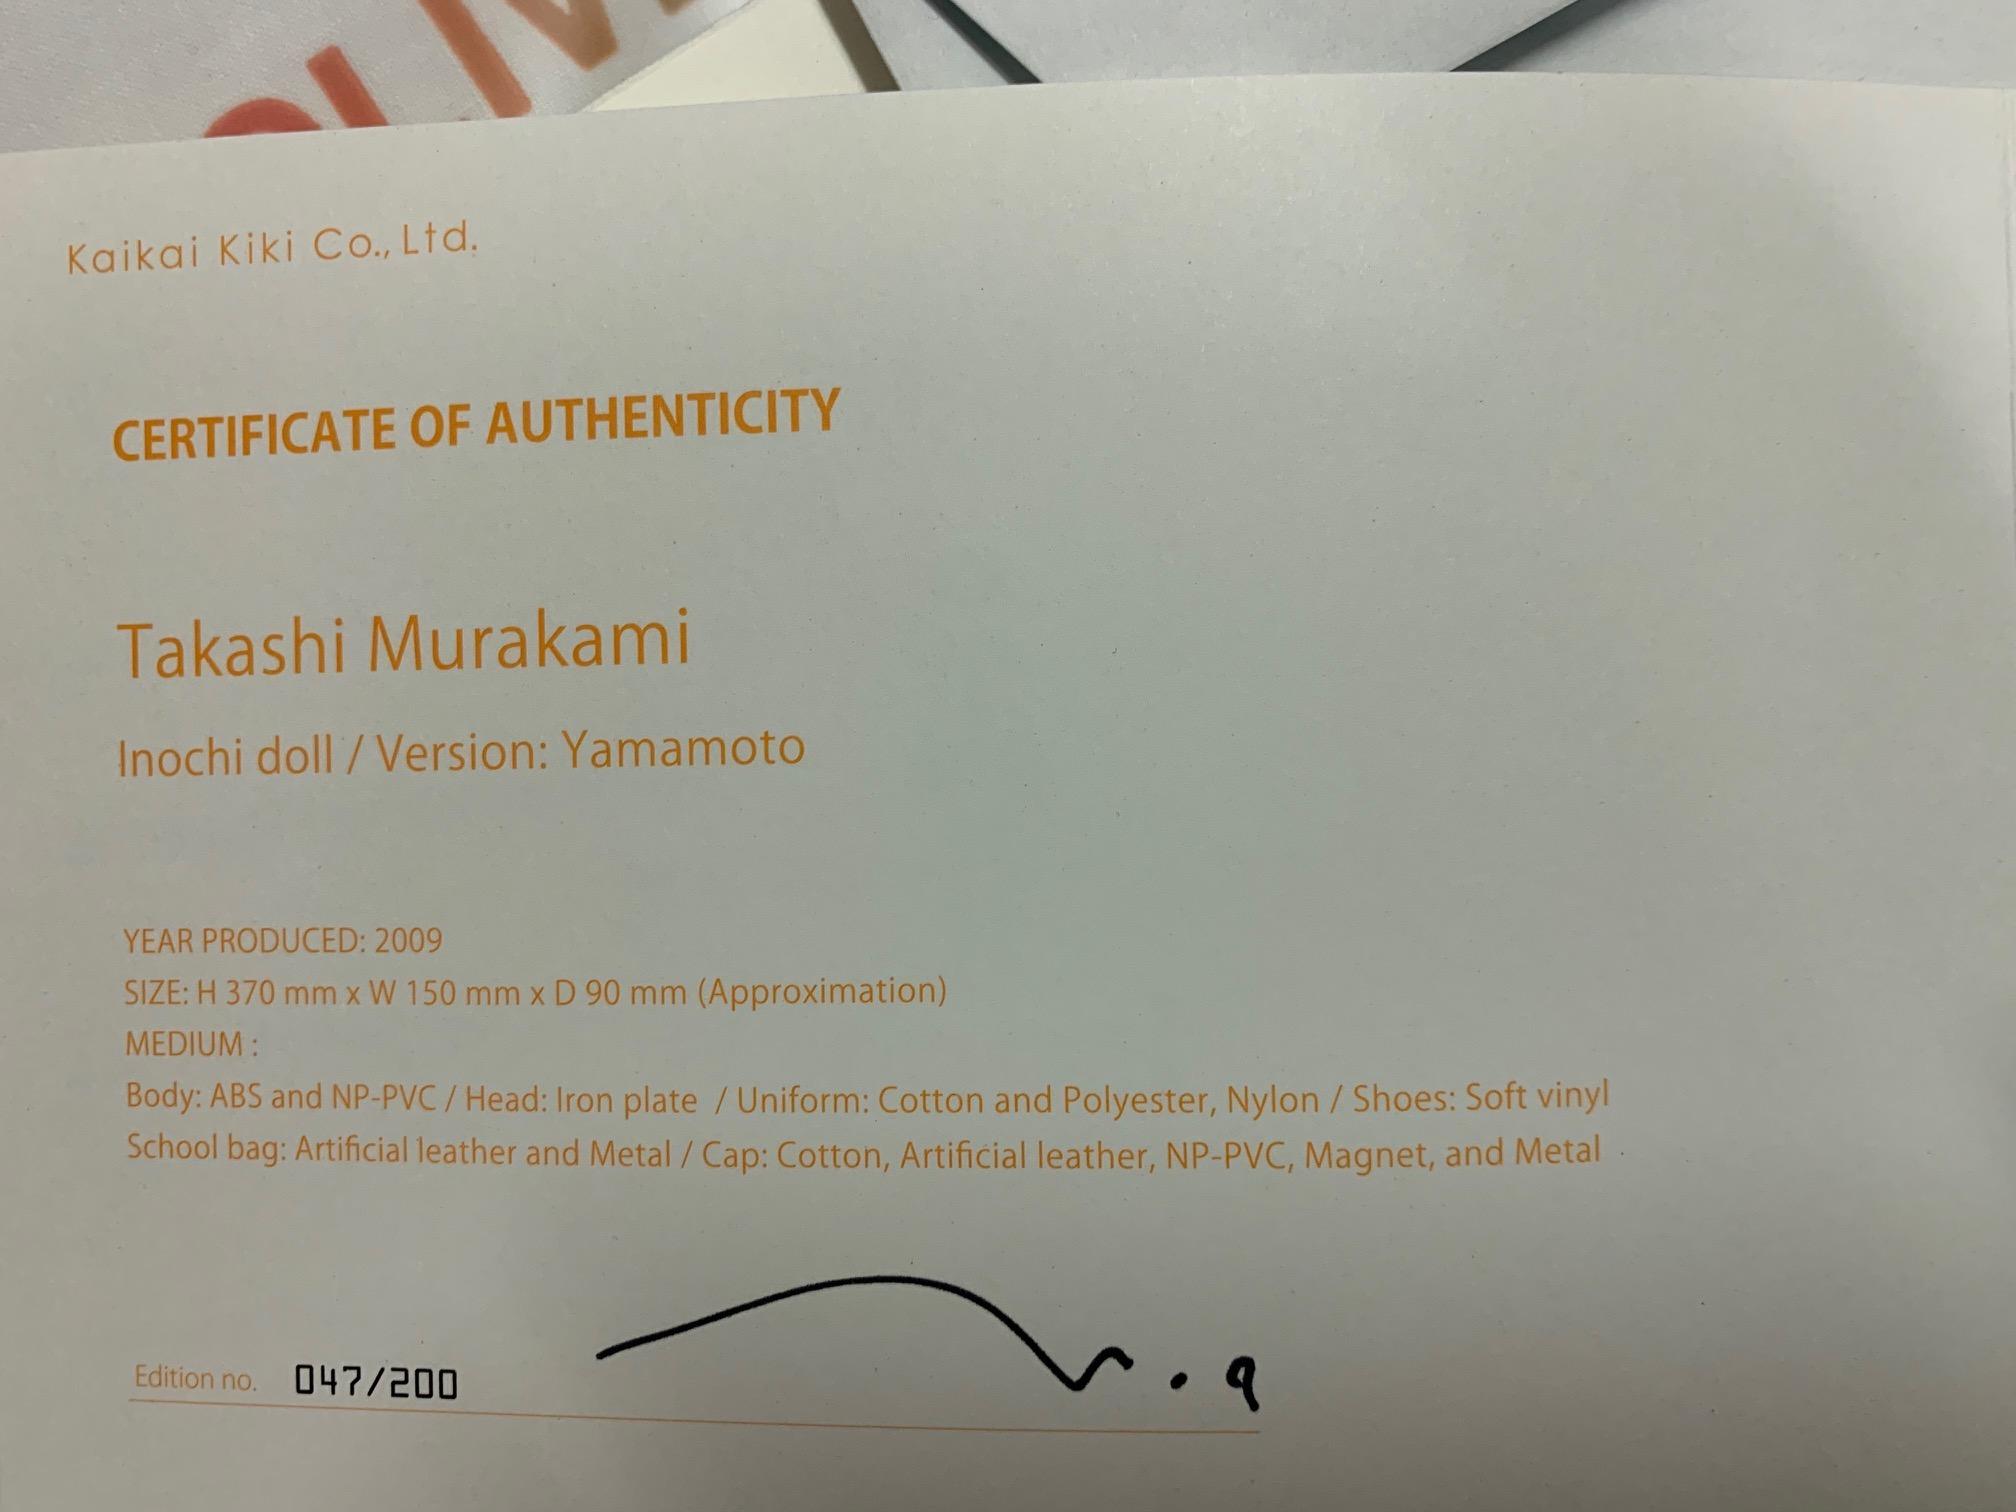 Kaikai Kiki Co., Ltd.
CERTIFICATE OF AUTHENTICITY
Takashi Murakami
Inochi doll / Version: Yamamoto
YEAR PRODUCED: 2009
SIZE: H 370 mm x W 150 mm x D 90 mm (Approximation)
MEDIUM :
Body: ABS and NP-PVC / Head: Iron plate / Uniform: Cotton and Polyester, Nylon / Shoes: Soft vinyl
School bag: Artificial leather and Metal / Cap: Cotton, Artificial leather, NP-PVC, Magnet, and Metal
Edition no. 047/200